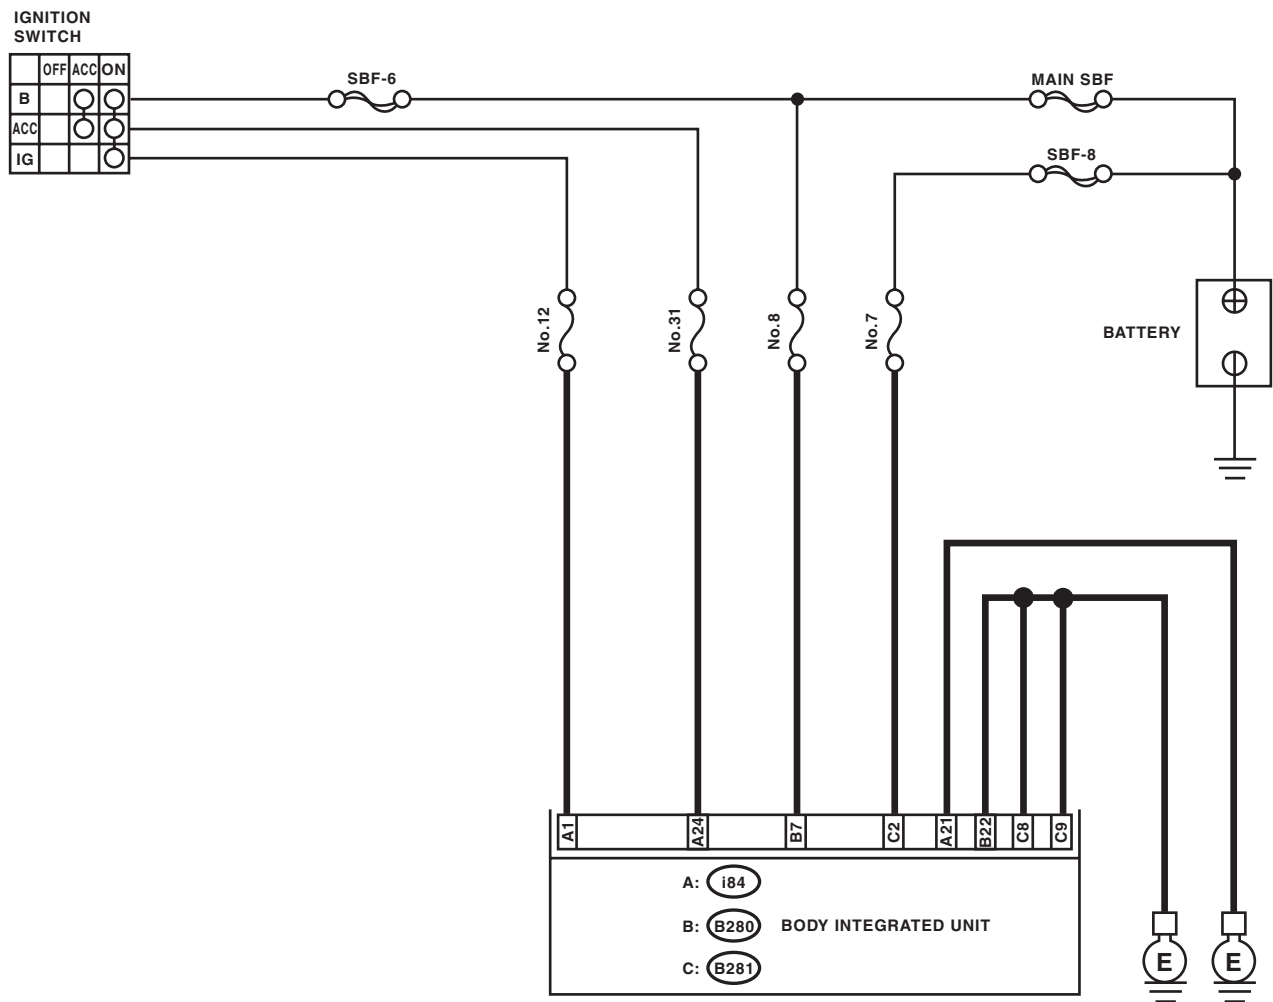 IGNITION
SWITCH
OFF ACC ON
B
ACC
IG
SBF-6
MAIN SBF
SBF-8
No.12
No.31
No.8
No.7
BATTERY
A1
A24
B7
C2
A21
B22
C8
C9
A: i84
B: B280 BODY INTEGRATED UNIT
C: B281
E
E